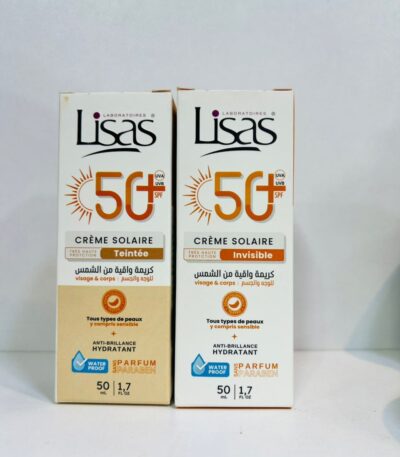 LABORATOIRES ®
Lisas
50+
UVA
UVB
SPF
CRÈME SOLAIRE
TRÈS HAUTE
PROTECTION
Teintée
كريمة واقية من الشمس
visage & corps - للوجه والجسم
Tous types de peaux
y compris sensible
+
ANTI-BRILLANCE
HYDRATANT
WATER
PROOF
SANS
PARFUM
PARABEN
50
mL
1,7
FL OZ
LABORATOIRES ®
Lisas
50+
UVA
UVB
SPF
CRÈME SOLAIRE
TRÈS HAUTE
PROTECTION
Invisible
كريمة واقية من الشمس
visage & corps - للوجه والجسم
Tous types de peaux
y compris sensible
+
ANTI-BRILLANCE
HYDRATANT
WATER
PROOF
SANS
PARFUM
PARABEN
50
mL
1,7
FL OZ